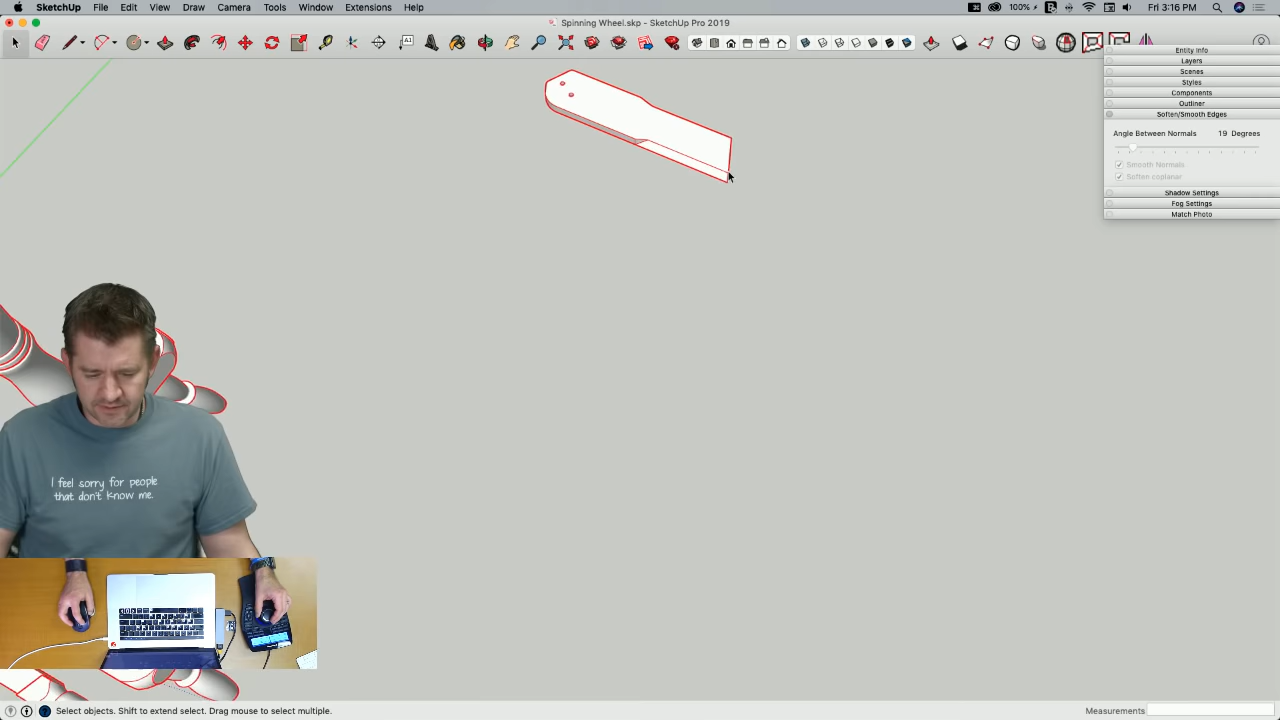 SketchUp File Edit View Draw Camera Tools Window Extensions Help
100% Fri 3:16 PM
Spinning Wheel.skp - SketchUp Pro 2019
Entity Info
Layers
Scenes
Styles
Components
Outliner
Soften/Smooth Edges
Angle Between Normals 19 Degrees
Smooth Normals
Soften coplanar
Shadow Settings
Fog Settings
Match Photo
I feel sorry for people
that don't know me.
Select objects. Shift to extend select. Drag mouse to select multiple.
Measurements